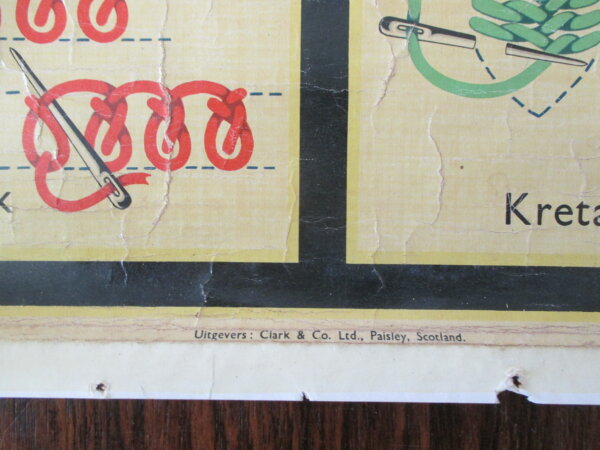 Kreta
Uitgevers: Clark & Co. Ltd., Paisley, Scotland.